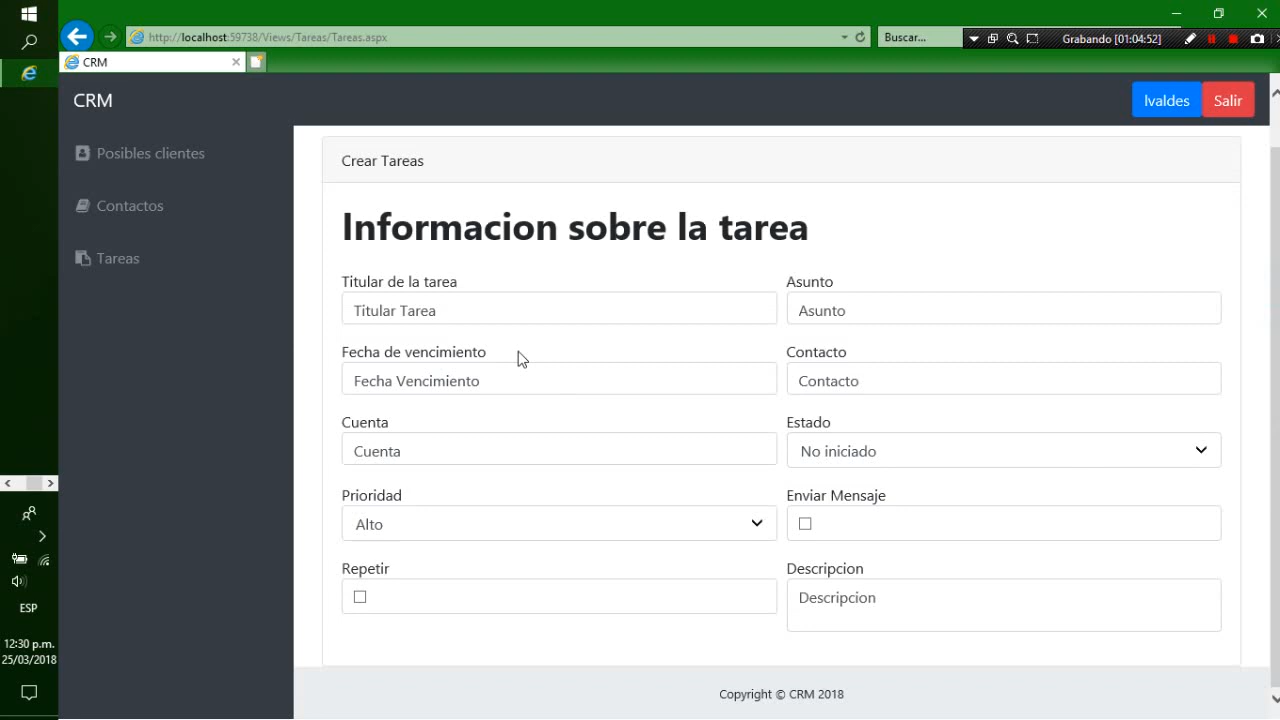 http://localhost:59738/Views/Tareas/Tareas.aspx
Buscar...
Grabando [01:04:52]
CRM
CRM
lvaldes
Salir
Posibles clientes
Contactos
Tareas
Crear Tareas
Informacion sobre la tarea
Titular de la tarea
Asunto
Titular Tarea
Asunto
Fecha de vencimiento
Contacto
Fecha Vencimiento
Contacto
Cuenta
Estado
Cuenta
No iniciado
Prioridad
Enviar Mensaje
Alto
Repetir
Descripcion
Descripcion
ESP
12:30 p.m.
25/03/2018
Copyright © CRM 2018